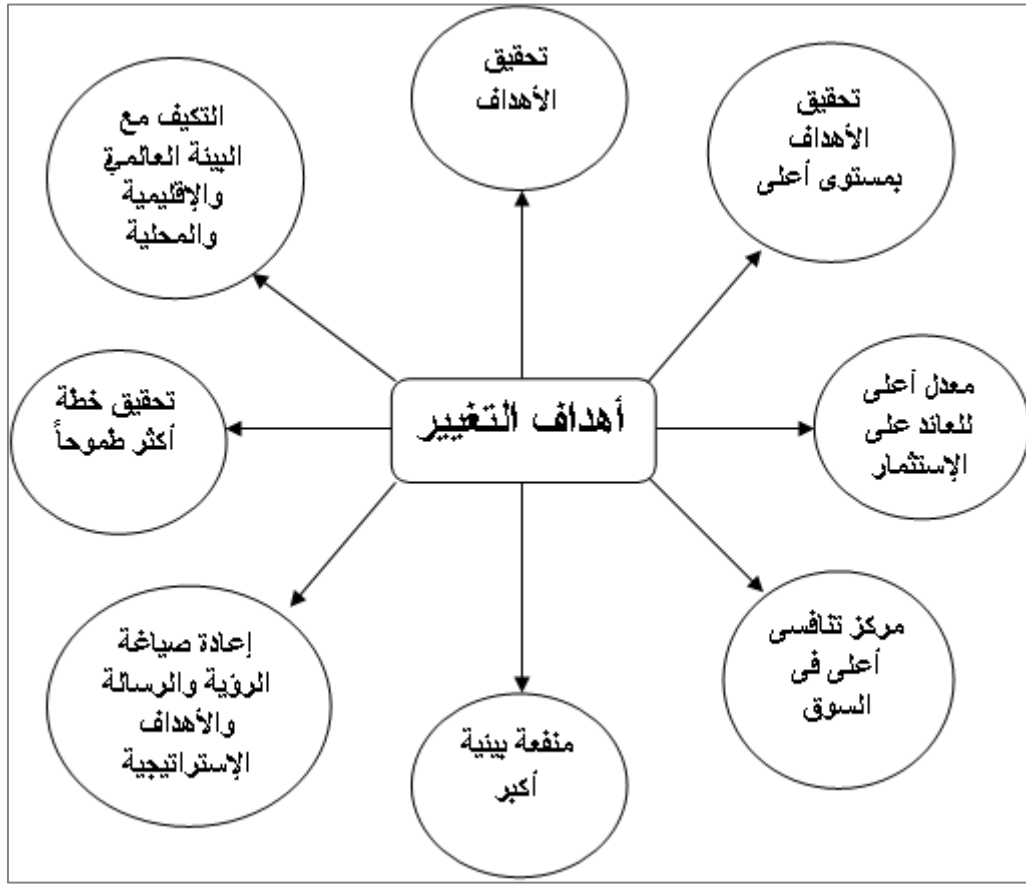 تحقيق
الأهداف
تحقيق
الأهداف
بمستوى أعلى
التكيف مع
البيئة العالمية
والإقليمية
والمحلية
أهداف التغيير
معدل أعلى
للعائد على
الإستثمار
تحقيق خطة
أكثر طموحاً
مركز تنافسى
أعلى فى
السوق
إعادة صياغة
الرؤية والرسالة
والأهداف
الإستراتيجية
منفعة بيئية
أكبر